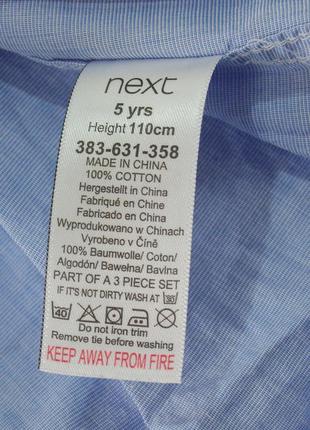 next
5 yrs
Height 110cm
383-631-358
MADE IN CHINA
100% COTTON
Hergestellt in China
Fabriqué en Chine
Fabricado en China
Wyprodukowano w Chinach
Vyrobeno v Číně
100% Baumwolle/ Coton/
Algodón/ Bawełna/ Bavlna
PART OF A 3 PIECE SET
IF IT'S NOT DIRTY WASH AT 30
40
Do not iron trim
Remove tie before washing
KEEP AWAY FROM FIRE